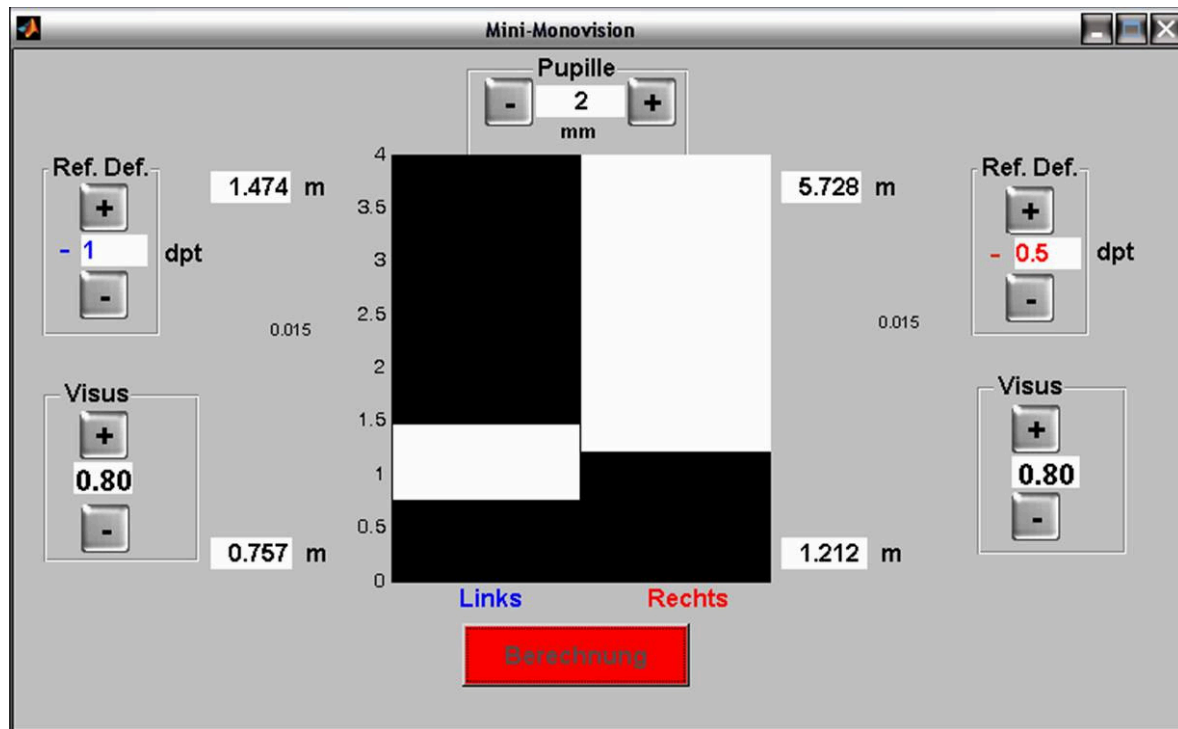 Mini-Monovision
Pupille
- 2 +
mm
Ref. Def.
+
- 1 dpt
-
1.474 m
4
3.5
3
2.5
2
1.5
1
0.5
0
5.728 m
Ref. Def.
+
- 0.5 dpt
-
0.015
0.015
Visus
+
0.80
-
Visus
+
0.80
-
0.757 m
1.212 m
Links Rechts
Berechnung